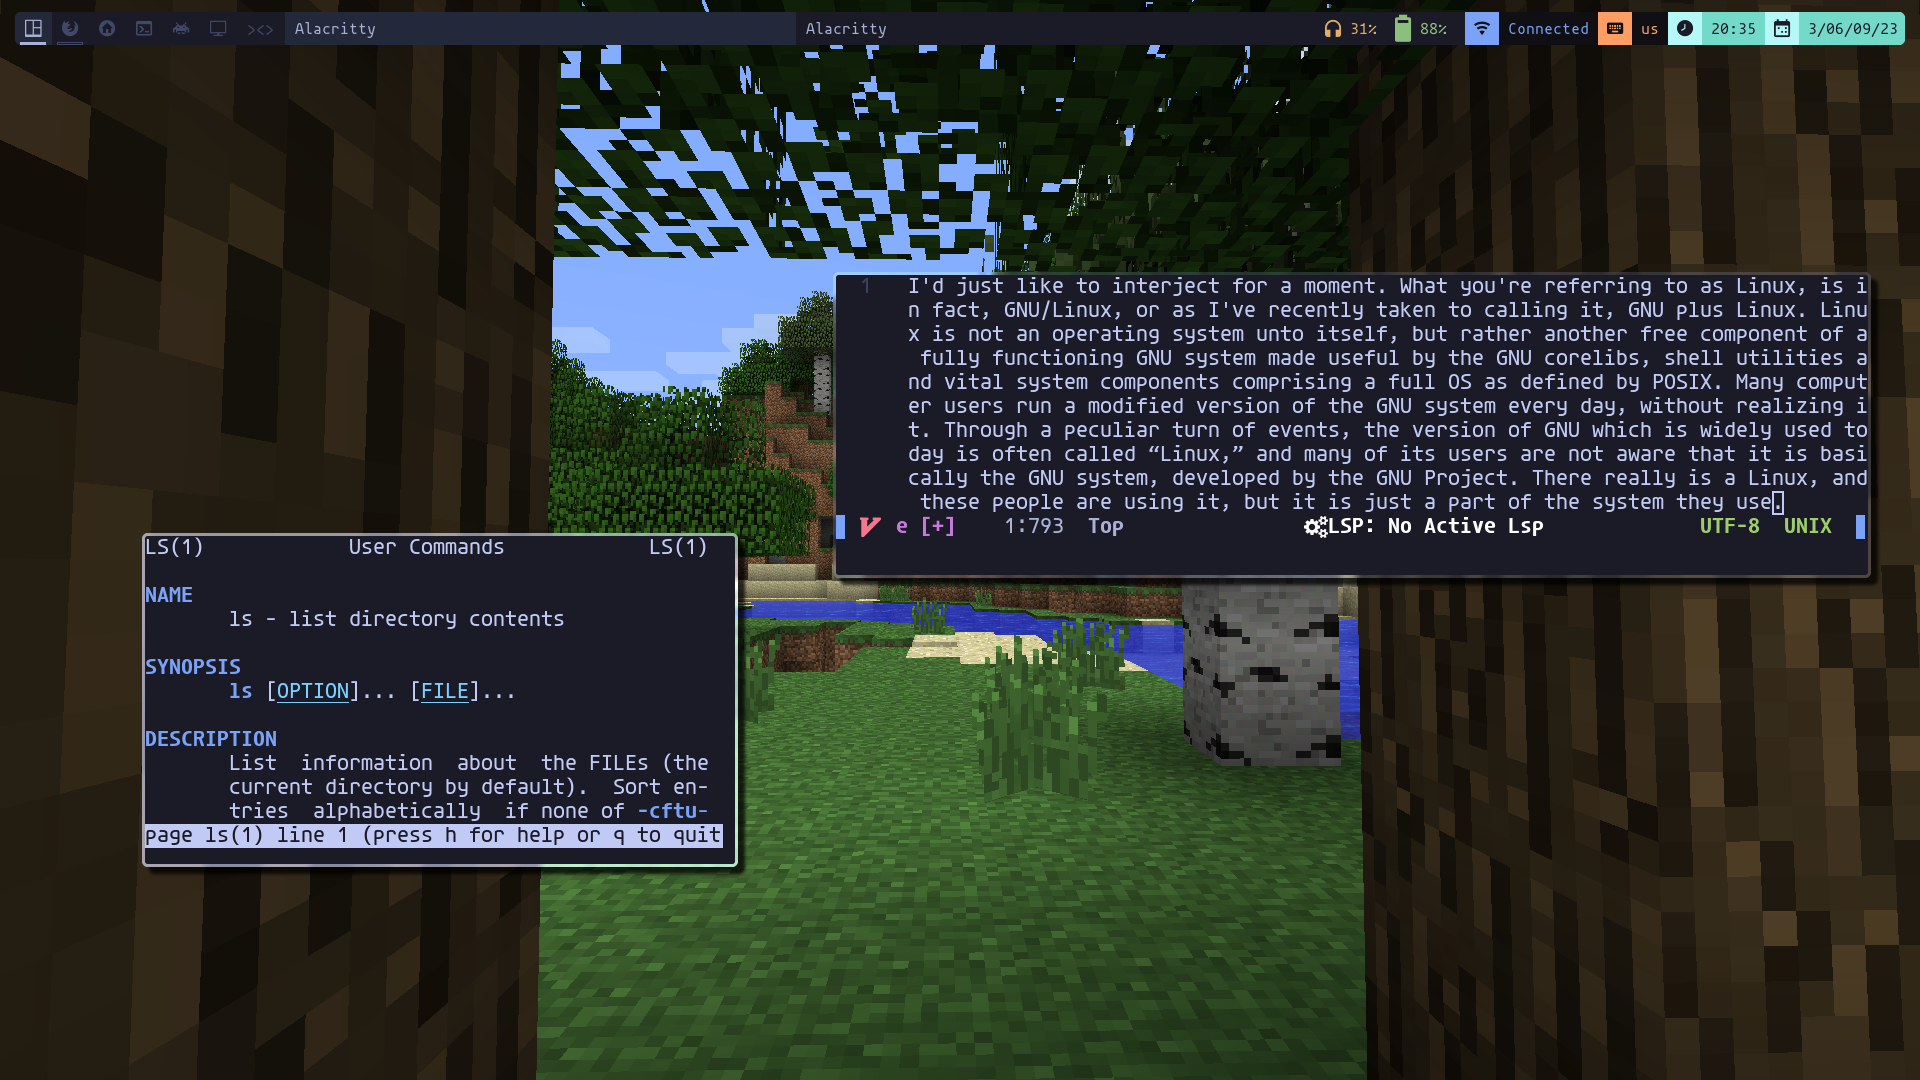 ><> Alacritty Alacritty 31% 88% Connected us 20:35 3/06/09/23
1 I'd just like to interject for a moment. What you're referring to as Linux, is i
n fact, GNU/Linux, or as I've recently taken to calling it, GNU plus Linux. Linu
x is not an operating system unto itself, but rather another free component of a
fully functioning GNU system made useful by the GNU corelibs, shell utilities a
nd vital system components comprising a full OS as defined by POSIX. Many comput
er users run a modified version of the GNU system every day, without realizing i
t. Through a peculiar turn of events, the version of GNU which is widely used to
day is often called “Linux,” and many of its users are not aware that it is basi
cally the GNU system, developed by the GNU Project. There really is a Linux, and
these people are using it, but it is just a part of the system they use.
e [+] 1:793 Top LSP: No Active Lsp UTF-8 UNIX
LS(1) User Commands LS(1)
NAME
ls - list directory contents
SYNOPSIS
ls [OPTION]... [FILE]...
DESCRIPTION
List information about the FILEs (the
current directory by default). Sort en-
tries alphabetically if none of -cftu-
page ls(1) line 1 (press h for help or q to quit